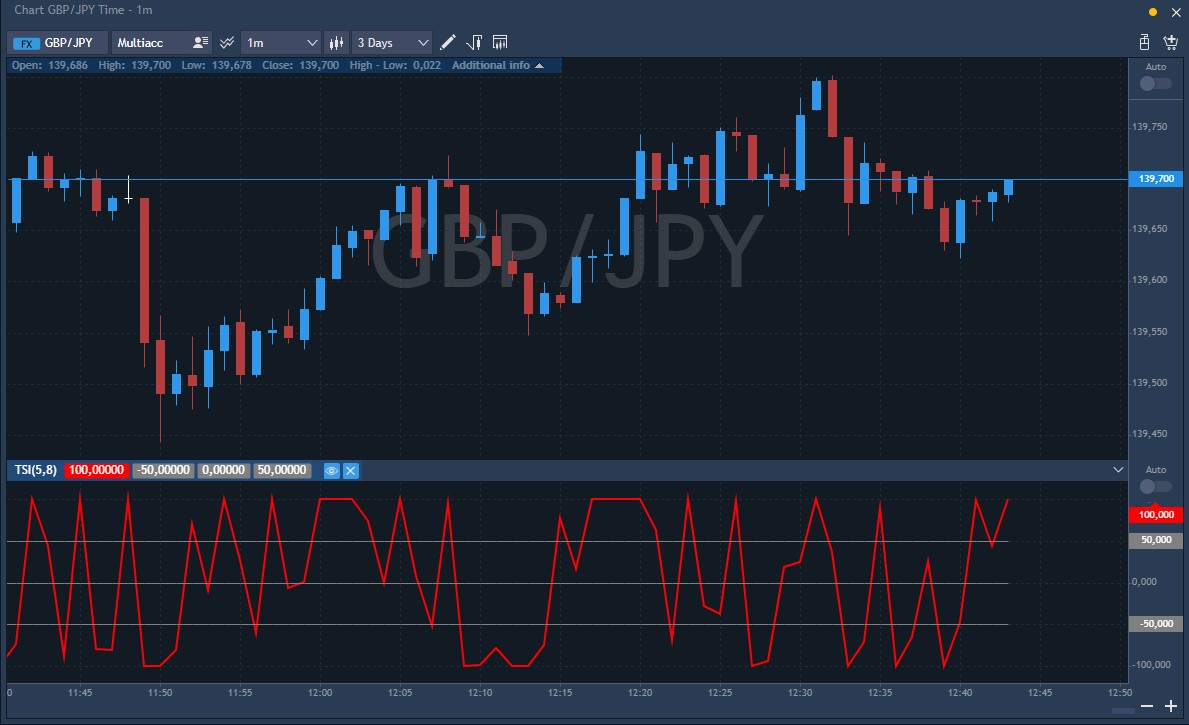 Chart GBP/JPY Time - 1m
FX GBP/JPY Multiacc 1m 3 Days
Open: 139,686 High: 139,700 Low: 139,678 Close: 139,700 High - Low: 0,022 Additional info
Auto
139,750
139,700
GBP/JPY
139,650
139,600
139,550
139,500
139,450
TSI(5,8) 100,00000 -50,00000 0,00000 50,00000
Auto
100,000
50,000
0,000
-50,000
-100,000
0 11:45 11:50 11:55 12:00 12:05 12:10 12:15 12:20 12:25 12:30 12:35 12:40 12:45 12:50